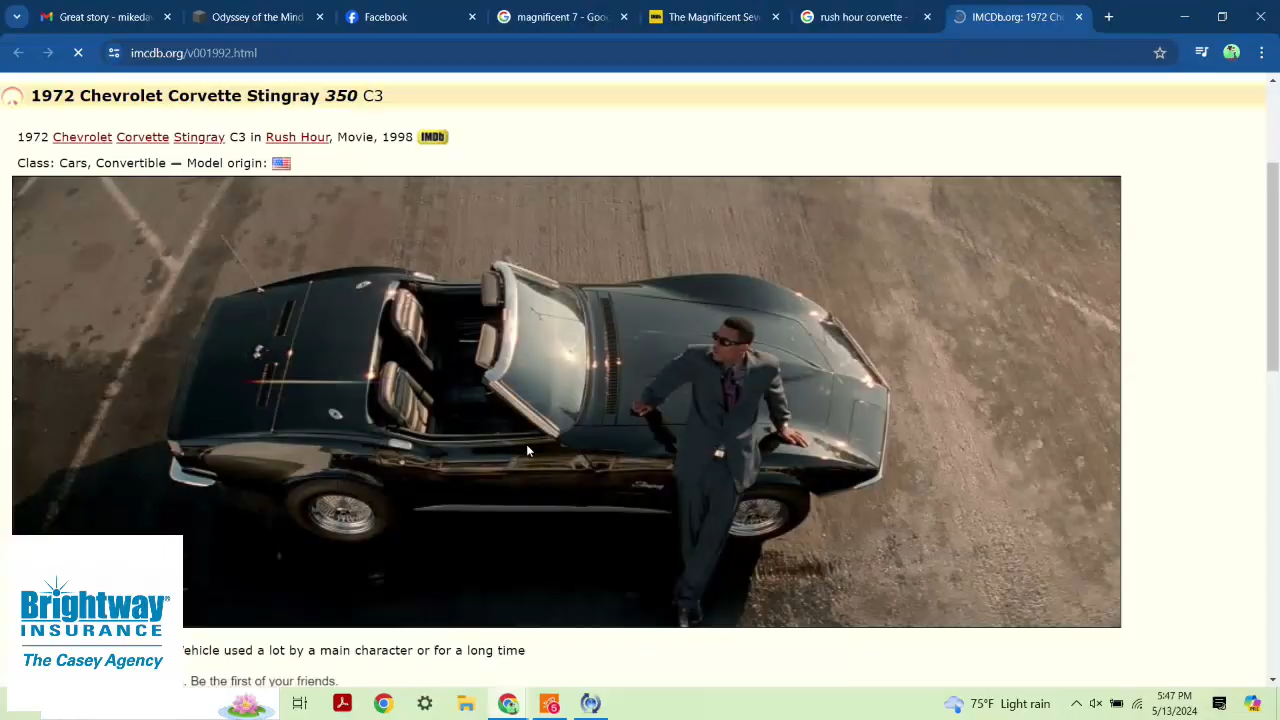 Great story - mikeda
Odyssey of the Mind
Facebook
magnificent 7 - Goo
The Magnificent Sev
rush hour corvette -
IMCDb.org: 1972 Ch
imcdb.org/v001992.html
1972 Chevrolet Corvette Stingray 350 C3
1972 Chevrolet Corvette Stingray C3 in Rush Hour, Movie, 1998 IMDb
Class: Cars, Convertible — Model origin:
Stingray
Brightway®
INSURANCE
The Casey Agency
ehicle used a lot by a main character or for a long time
. Be the first of your friends.
5
75°F Light rain
5:47 PM
5/13/2024